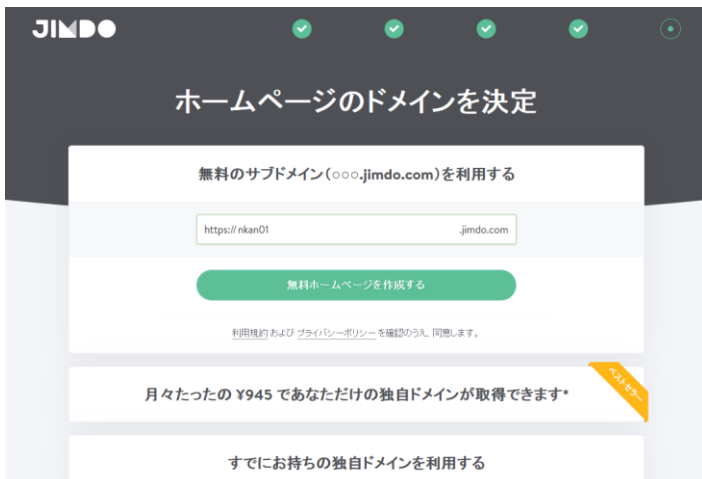 JIMDO
ホームページのドメインを決定
無料のサブドメイン(○○○.jimdo.com)を利用する
https:// nkan01 .jimdo.com
無料ホームページを作成する
利用規約 および プライバシーポリシー を確認のうえ、同意します。
ベストセラー
月々たったの ¥945 であなただけの独自ドメインが取得できます*
すでにお持ちの独自ドメインを利用する